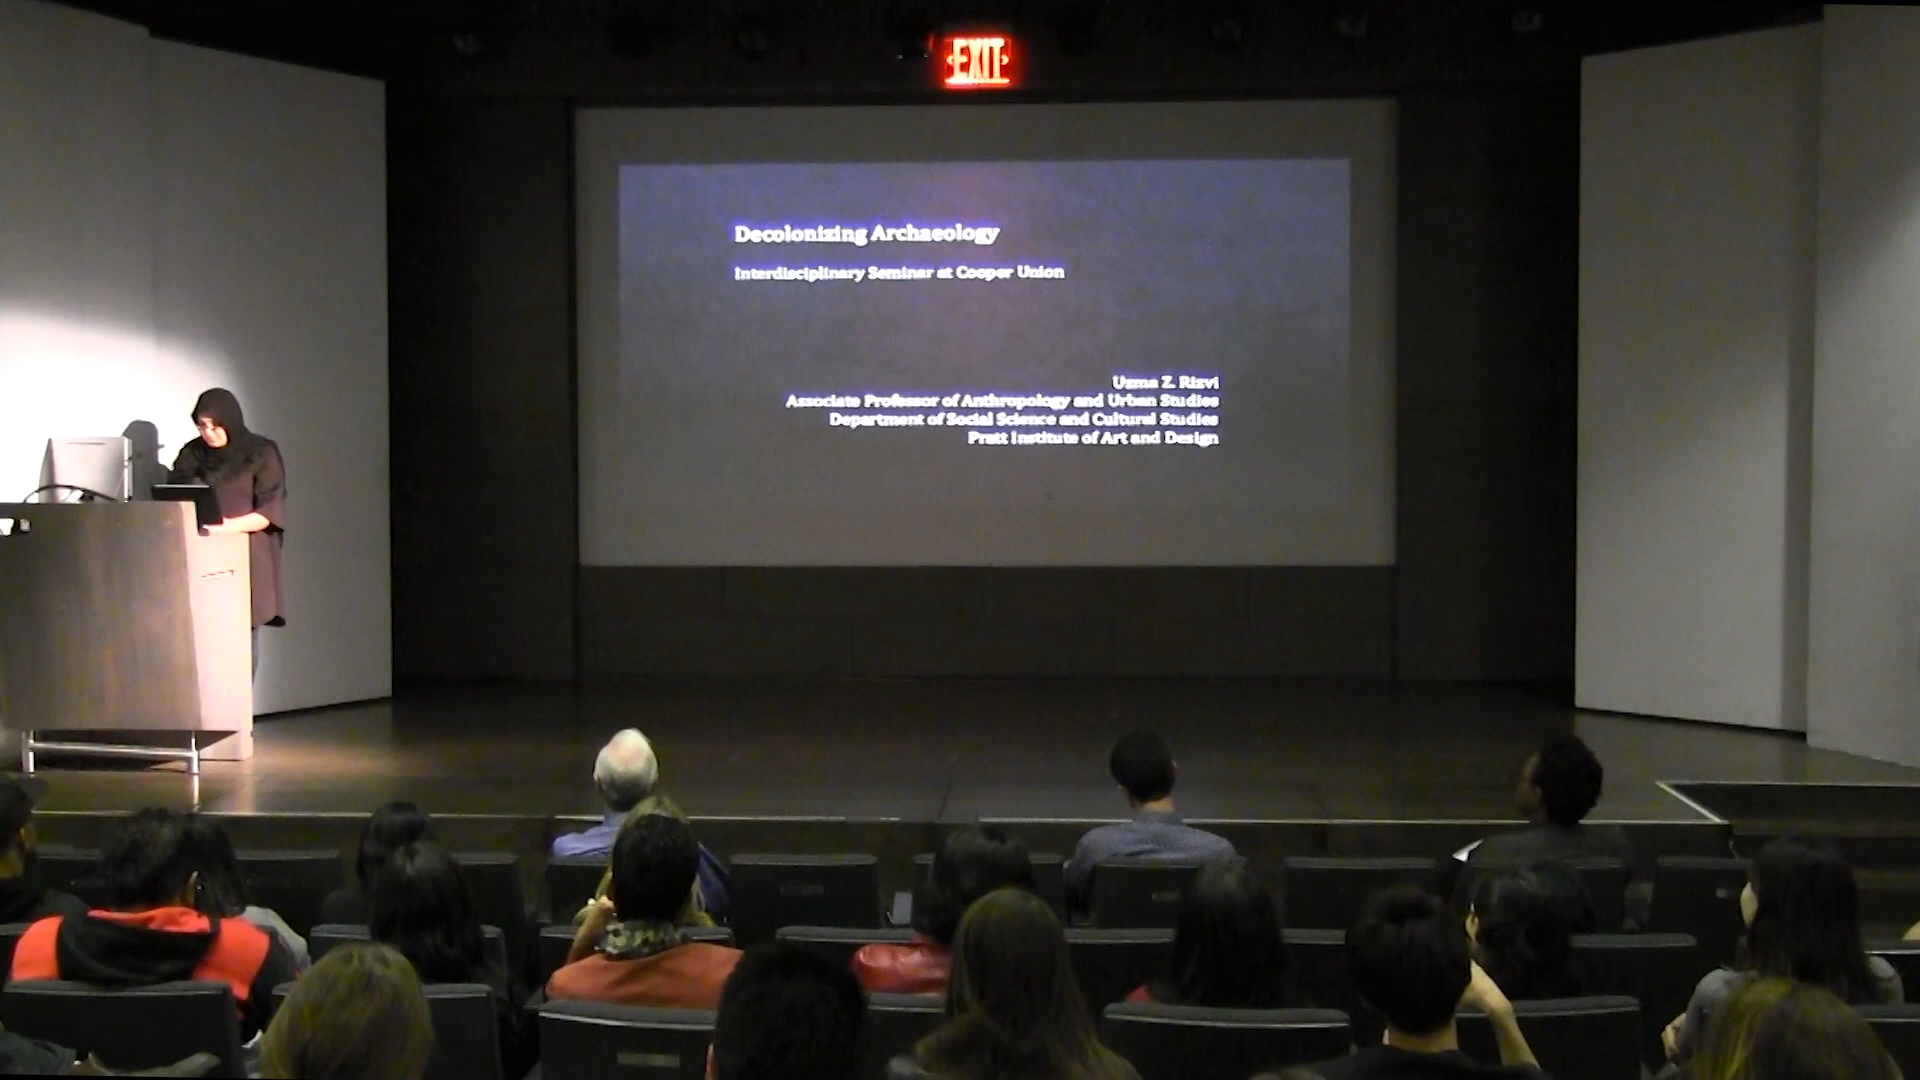 EXIT
Decolonizing Archaeology
Interdisciplinary Seminar at Cooper Union
Uzma Z. Rizvi
Associate Professor of Anthropology and Urban Studies
Department of Social Science and Cultural Studies
Pratt Institute of Art and Design